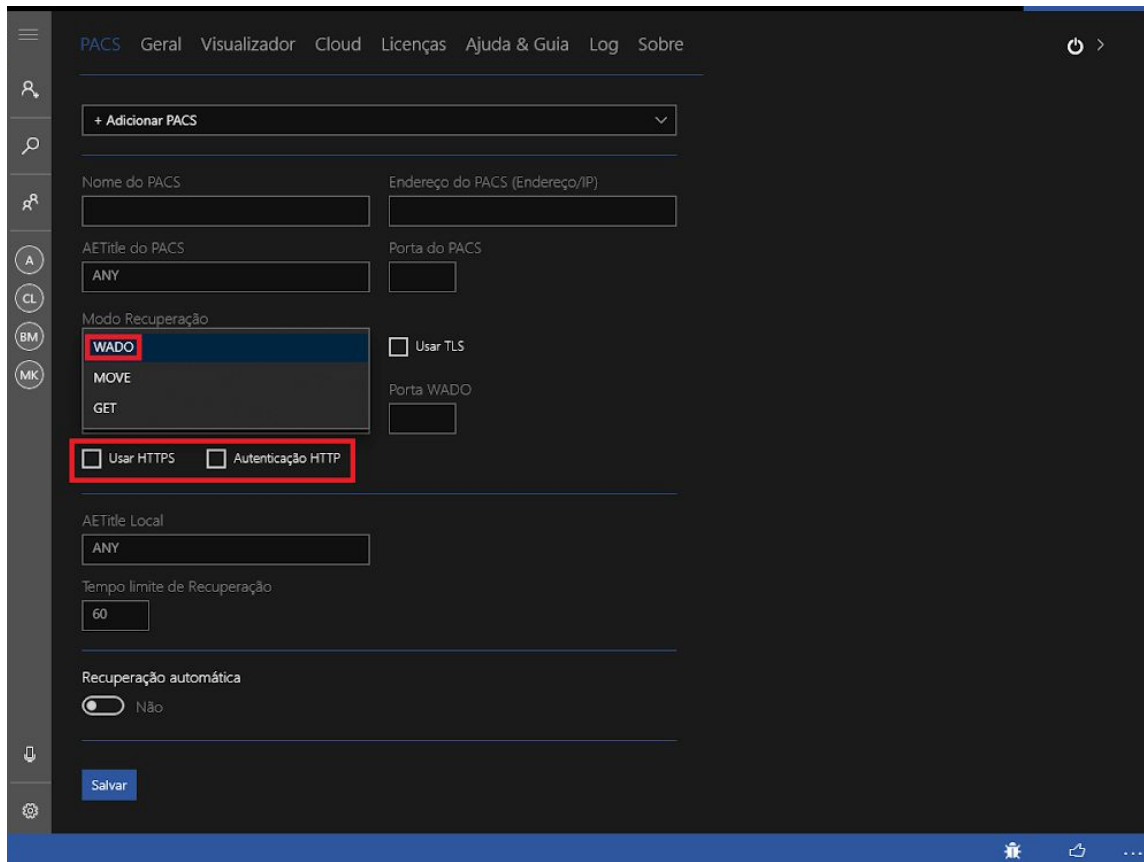 PACS Geral Visualizador Cloud Licenças Ajuda & Guia Log Sobre
+ Adicionar PACS
Nome do PACS Endereço do PACS (Endereço/IP)
AETitle do PACS Porta do PACS
ANY
Modo Recuperação
WADO Usar TLS
MOVE
Porta WADO
GET
Usar HTTPS Autenticação HTTP
AETitle Local
ANY
Tempo limite de Recuperação
60
Recuperação automática
Não
Salvar
A
CL
BM
MK